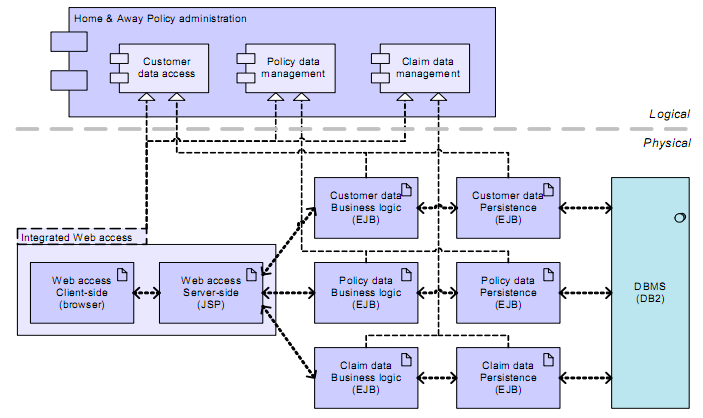 Home & Away Policy administration
Customer
data access
Policy data
management
Claim data
management
Logical
Physical
Customer data
Business logic
(EJB)
Customer data
Persistence
(EJB)
Integrated Web access
Web access
Client-side
(browser)
Web access
Server-side
(JSP)
Policy data
Business logic
(EJB)
Policy data
Persistence
(EJB)
DBMS
(DB2)
Claim data
Business logic
(EJB)
Claim data
Persistence
(EJB)